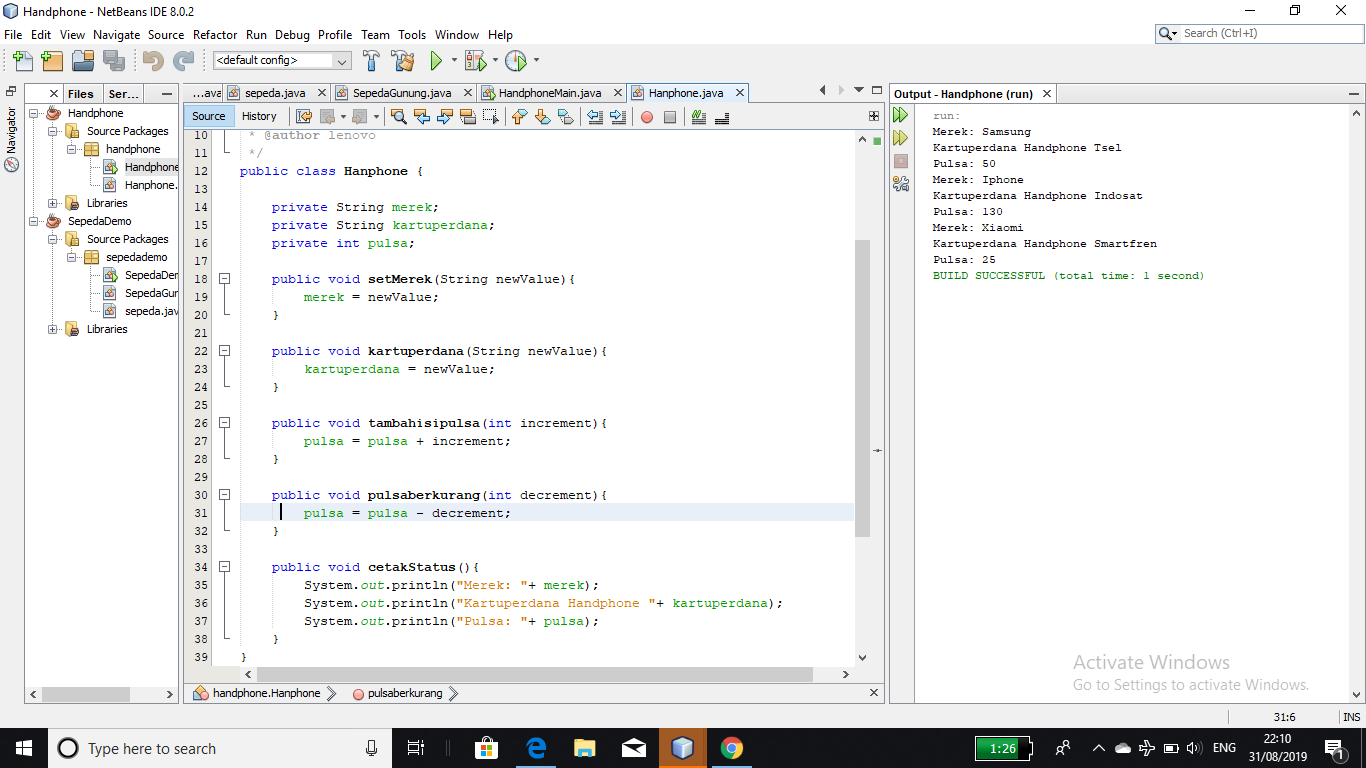 Handphone - NetBeans IDE 8.0.2
File Edit View Navigate Source Refactor Run Debug Profile Team Tools Window Help
Search (Ctrl+I)
<default config>
Navigator
Files Ser...
Handphone
Source Packages
handphone
Handphone
Hanphone.
Libraries
SepedaDemo
Source Packages
sepedademo
SepedaDer
SepedaGur
sepeda.jav
Libraries
...ava sepeda.java SepedaGunung.java HandphoneMain.java Hanphone.java
Source History
10 * @author lenovo
11 */
12 public class Hanphone {
13
14 private String merek;
15 private String kartuperdana;
16 private int pulsa;
17
18 public void setMerek(String newValue){
19 merek = newValue;
20 }
21
22 public void kartuperdana(String newValue){
23 kartuperdana = newValue;
24 }
25
26 public void tambahisipulsa(int increment){
27 pulsa = pulsa + increment;
28 }
29
30 public void pulsaberkurang(int decrement){
31 pulsa = pulsa - decrement;
32 }
33
34 public void cetakStatus(){
35 System.out.println("Merek: "+ merek);
36 System.out.println("Kartuperdana Handphone "+ kartuperdana);
37 System.out.println("Pulsa: "+ pulsa);
38 }
39 }
handphone.Hanphone pulsaberkurang
Output - Handphone (run)
run:
Merek: Samsung
Kartuperdana Handphone Tsel
Pulsa: 50
Merek: Iphone
Kartuperdana Handphone Indosat
Pulsa: 130
Merek: Xiaomi
Kartuperdana Handphone Smartfren
Pulsa: 25
BUILD SUCCESSFUL (total time: 1 second)
Activate Windows
Go to Settings to activate Windows.
31:6 INS
Type here to search
1:26
ENG
22:10
31/08/2019
1